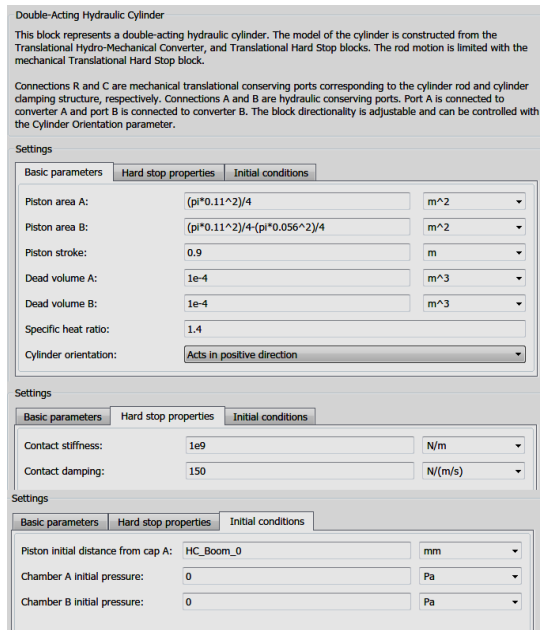 Double-Acting Hydraulic Cylinder
This block represents a double-acting hydraulic cylinder. The model of the cylinder is constructed from the
Translational Hydro-Mechanical Converter, and Translational Hard Stop blocks. The rod motion is limited with the
mechanical Translational Hard Stop block.
Connections R and C are mechanical translational conserving ports corresponding to the cylinder rod and cylinder
clamping structure, respectively. Connections A and B are hydraulic conserving ports. Port A is connected to
converter A and port B is connected to converter B. The block directionality is adjustable and can be controlled with
the Cylinder Orientation parameter.
Settings
Basic parameters Hard stop properties Initial conditions
Piston area A: (pi*0.11^2)/4 m^2
Piston area B: (pi*0.11^2)/4-(pi*0.056^2)/4 m^2
Piston stroke: 0.9 m
Dead volume A: 1e-4 m^3
Dead volume B: 1e-4 m^3
Specific heat ratio: 1.4
Cylinder orientation: Acts in positive direction
Settings
Basic parameters Hard stop properties Initial conditions
Contact stiffness: 1e9 N/m
Contact damping: 150 N/(m/s)
Settings
Basic parameters Hard stop properties Initial conditions
Piston initial distance from cap A: HC_Boom_0 mm
Chamber A initial pressure: 0 Pa
Chamber B initial pressure: 0 Pa